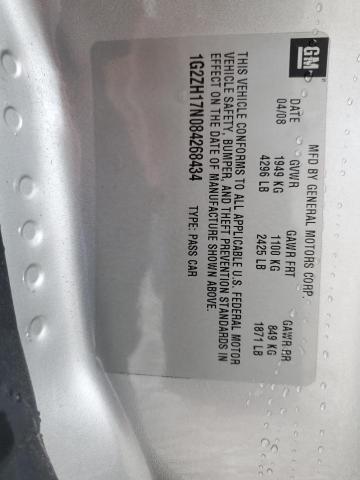 GM
MFD BY GENERAL MOTORS CORP.
DATE GVWR GAWR FRT GAWR RR
04/08 1949 KG 1100 KG 849 KG
4296 LB 2425 LB 1871 LB
THIS VEHICLE CONFORMS TO ALL APPLICABLE U.S. FEDERAL MOTOR
VEHICLE SAFETY, BUMPER, AND THEFT PREVENTION STANDARDS IN
EFFECT ON THE DATE OF MANUFACTURE SHOWN ABOVE.
1G2ZH17N084268434 TYPE: PASS CAR